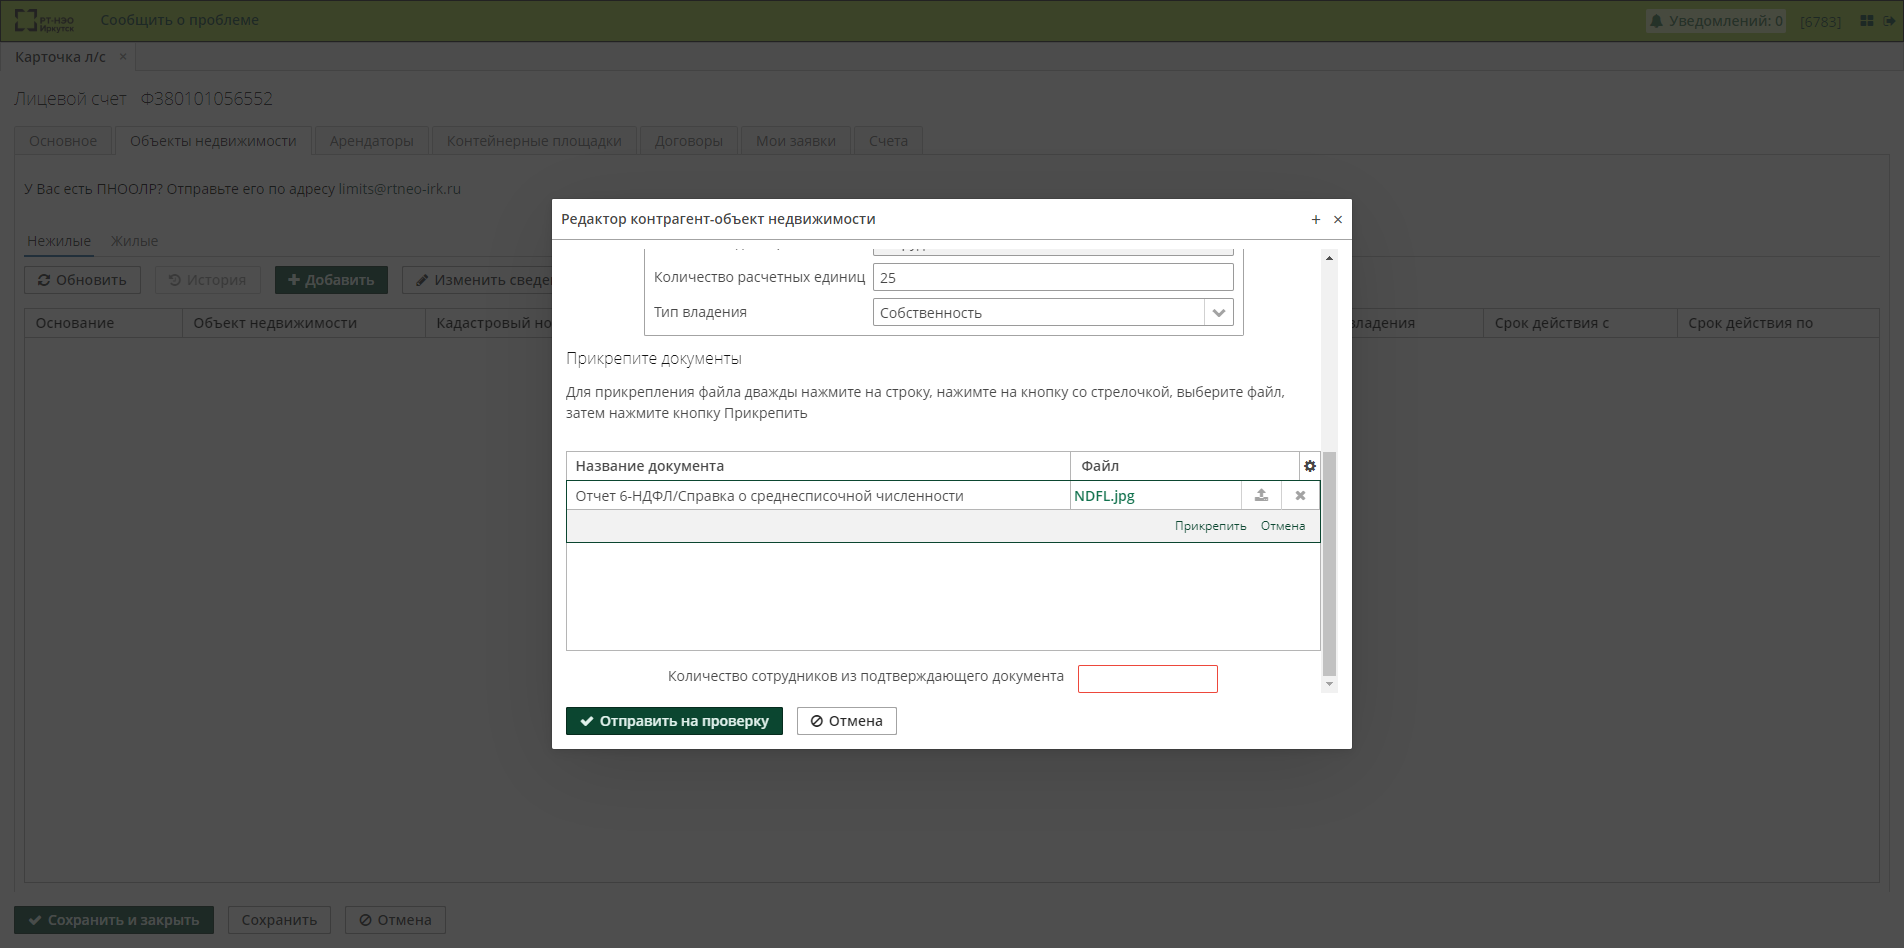 РТ-НЭО
Иркутск
Сообщить о проблеме
Уведомлений: 0
[6783]
Карточка л/с ×
Лицевой счет Ф380101056552
Основное
Объекты недвижимости
Арендаторы
Контейнерные площадки
Договоры
Мои заявки
Счета
У Вас есть ПНООЛР? Отправьте его по адресу limits@rtneo-irk.ru
Нежилые
Жилые
Обновить
История
Добавить
Изменить сведе
Основание
Объект недвижимости
Кадастровый но
владения
Срок действия с
Срок действия по
Редактор контрагент-объект недвижимости
Количество расчетных единиц
25
Тип владения
Собственность
Прикрепите документы
Для прикрепления файла дважды нажмите на строку, нажимте на кнопку со стрелочкой, выберите файл,
затем нажмите кнопку Прикрепить
Название документа
Файл
Отчет 6-НДФЛ/Справка о среднесписочной численности
NDFL.jpg
Прикрепить
Отмена
Количество сотрудников из подтверждающего документа
Отправить на проверку
Отмена
Сохранить и закрыть
Сохранить
Отмена